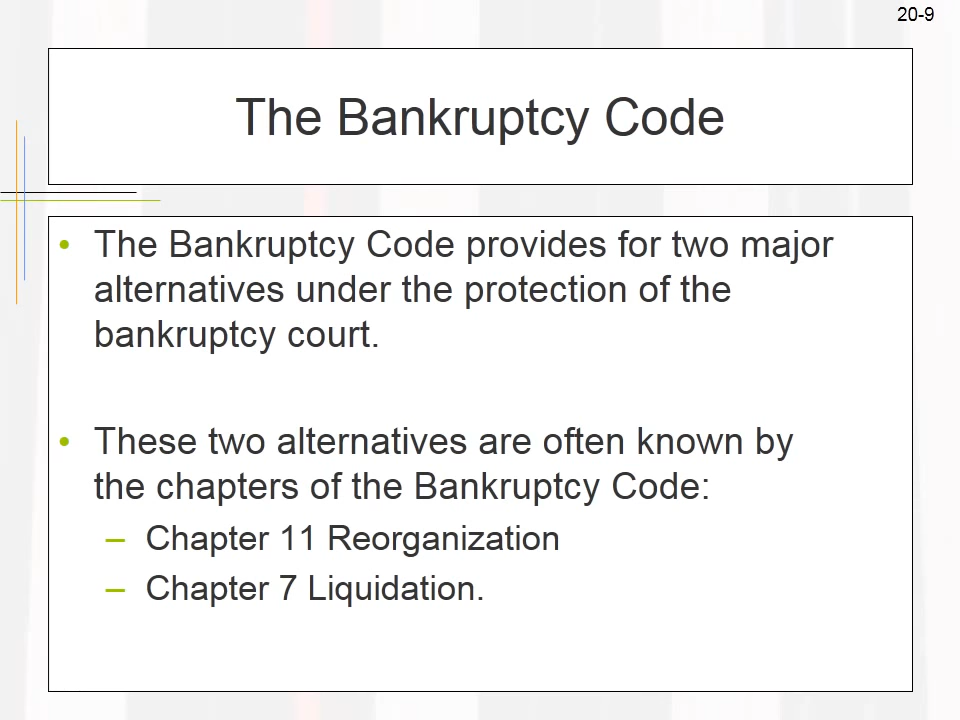 20-9
The Bankruptcy Code
• The Bankruptcy Code provides for two major
alternatives under the protection of the
bankruptcy court.
• These two alternatives are often known by
the chapters of the Bankruptcy Code:
– Chapter 11 Reorganization
– Chapter 7 Liquidation.